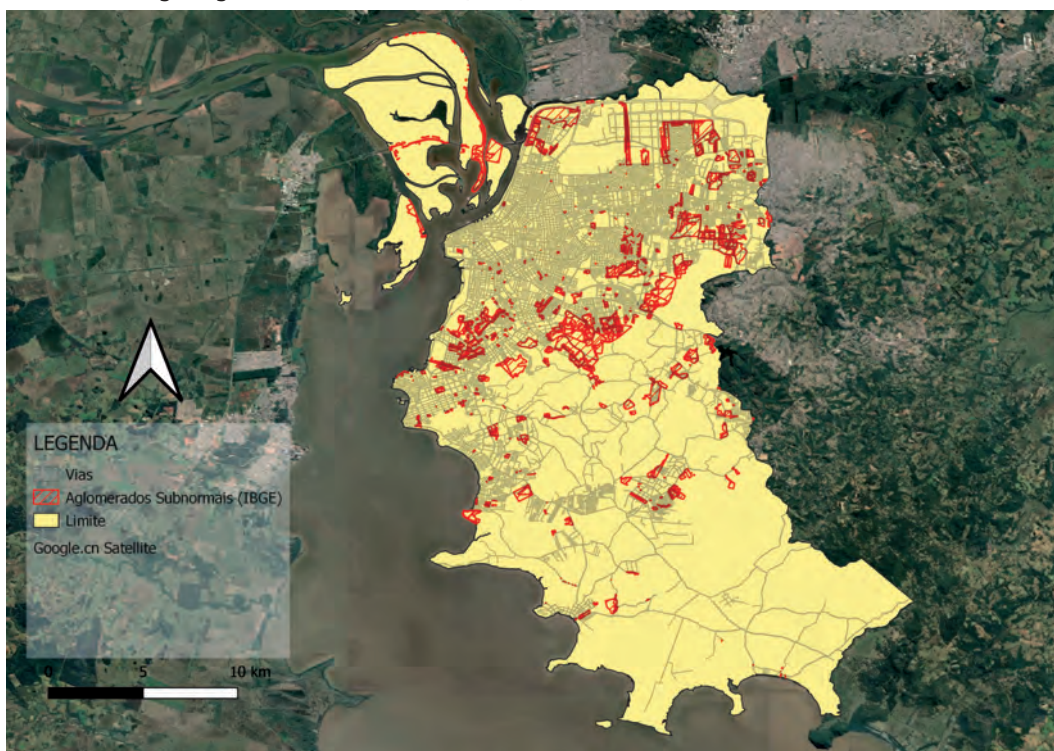 LEGENDA
Vias
Aglomerados Subnormais (IBGE)
Limite
Google.cn Satellite
0 5 10 km